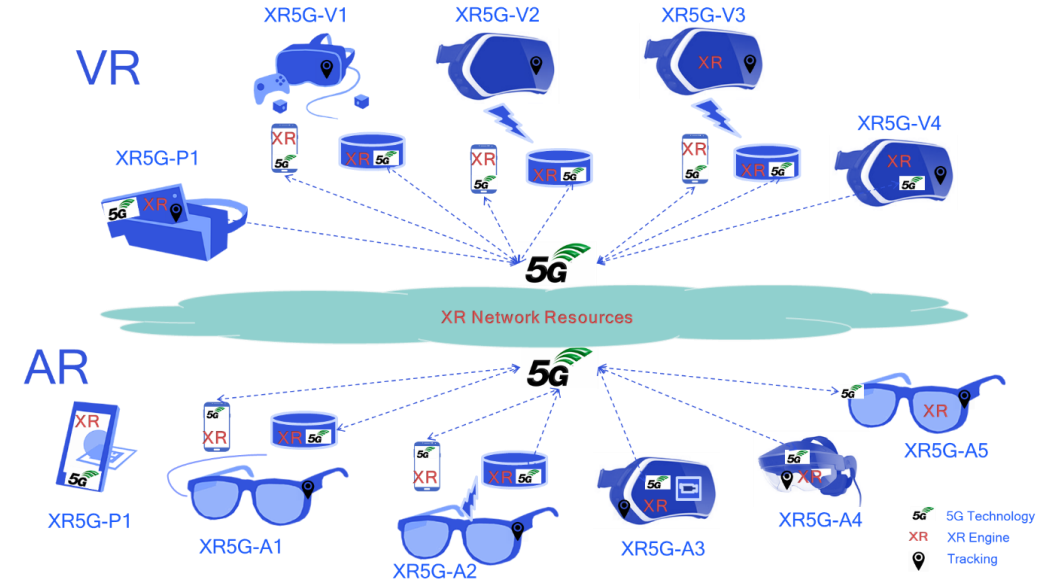 XR5G-V1
XR5G-V2
XR5G-V3
VR
XR
XR5G-V4
XR
XR
XR
XR5G-P1
XR 5G
XR
XR
XR
5G
5G
5G
5G
5G
XR
5G
5G XR
5G
XR Network Resources
5G
AR
XR
5G
5G
XR
XR 5G
5G
XR
XR 5G
5G
XR
5G
XR
5G
XR
XR5G-A5
XR5G-P1
XR5G-A1
XR5G-A2
XR5G-A3
XR5G-A4
5G 5G Technology
XR XR Engine
Tracking